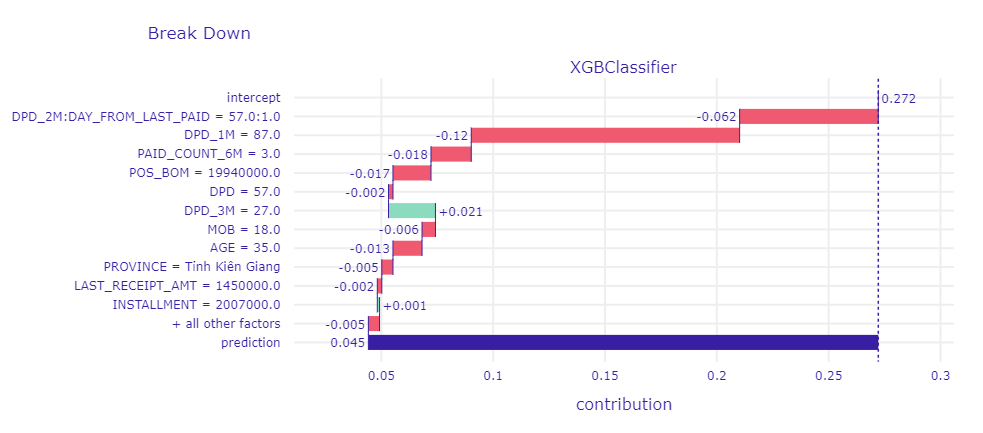 Break Down
XGBClassifier
intercept 0.272
DPD_2M:DAY_FROM_LAST_PAID = 57.0:1.0 -0.062
DPD_1M = 87.0 -0.12
PAID_COUNT_6M = 3.0 -0.018
POS_BOM = 19940000.0 -0.017
DPD = 57.0 -0.002
DPD_3M = 27.0 +0.021
MOB = 18.0 -0.006
AGE = 35.0 -0.013
PROVINCE = Tỉnh Kiên Giang -0.005
LAST_RECEIPT_AMT = 1450000.0 -0.002
INSTALLMENT = 2007000.0 +0.001
+ all other factors -0.005
prediction 0.045
0.05 0.1 0.15 0.2 0.25 0.3
contribution